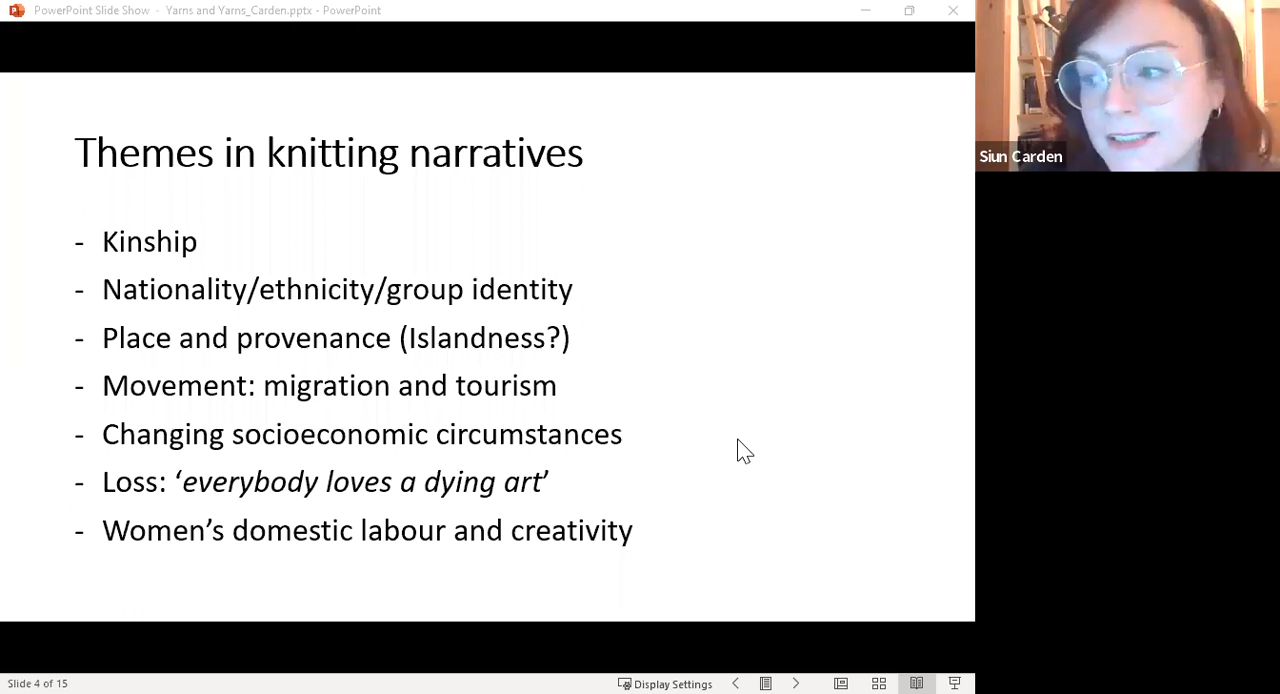 PowerPoint Slide Show - Yarns and Yarns_Carden.pptx - PowerPoint
Siun Carden
Themes in knitting narratives
- Kinship
- Nationality/ethnicity/group identity
- Place and provenance (Islandness?)
- Movement: migration and tourism
- Changing socioeconomic circumstances
- Loss: ‘everybody loves a dying art’
- Women’s domestic labour and creativity
Slide 4 of 15
Display Settings